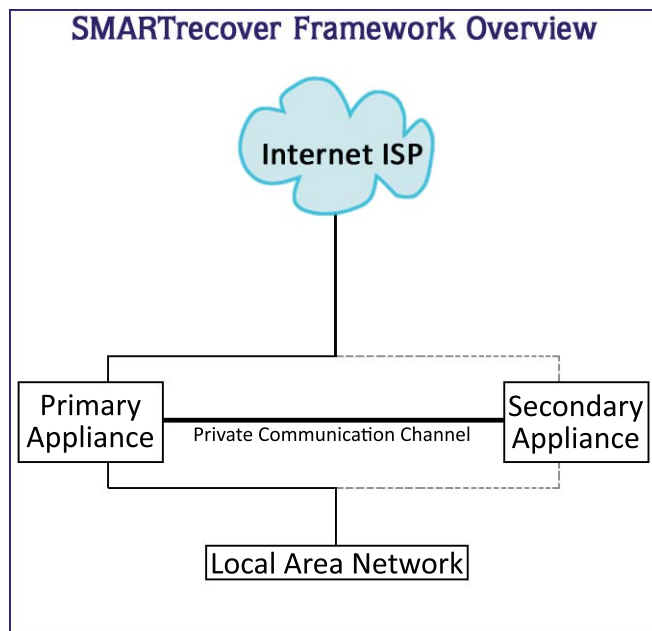 SMARTrecover Framework Overview
Internet ISP
Primary
Appliance
Private Communication Channel
Secondary
Appliance
Local Area Network